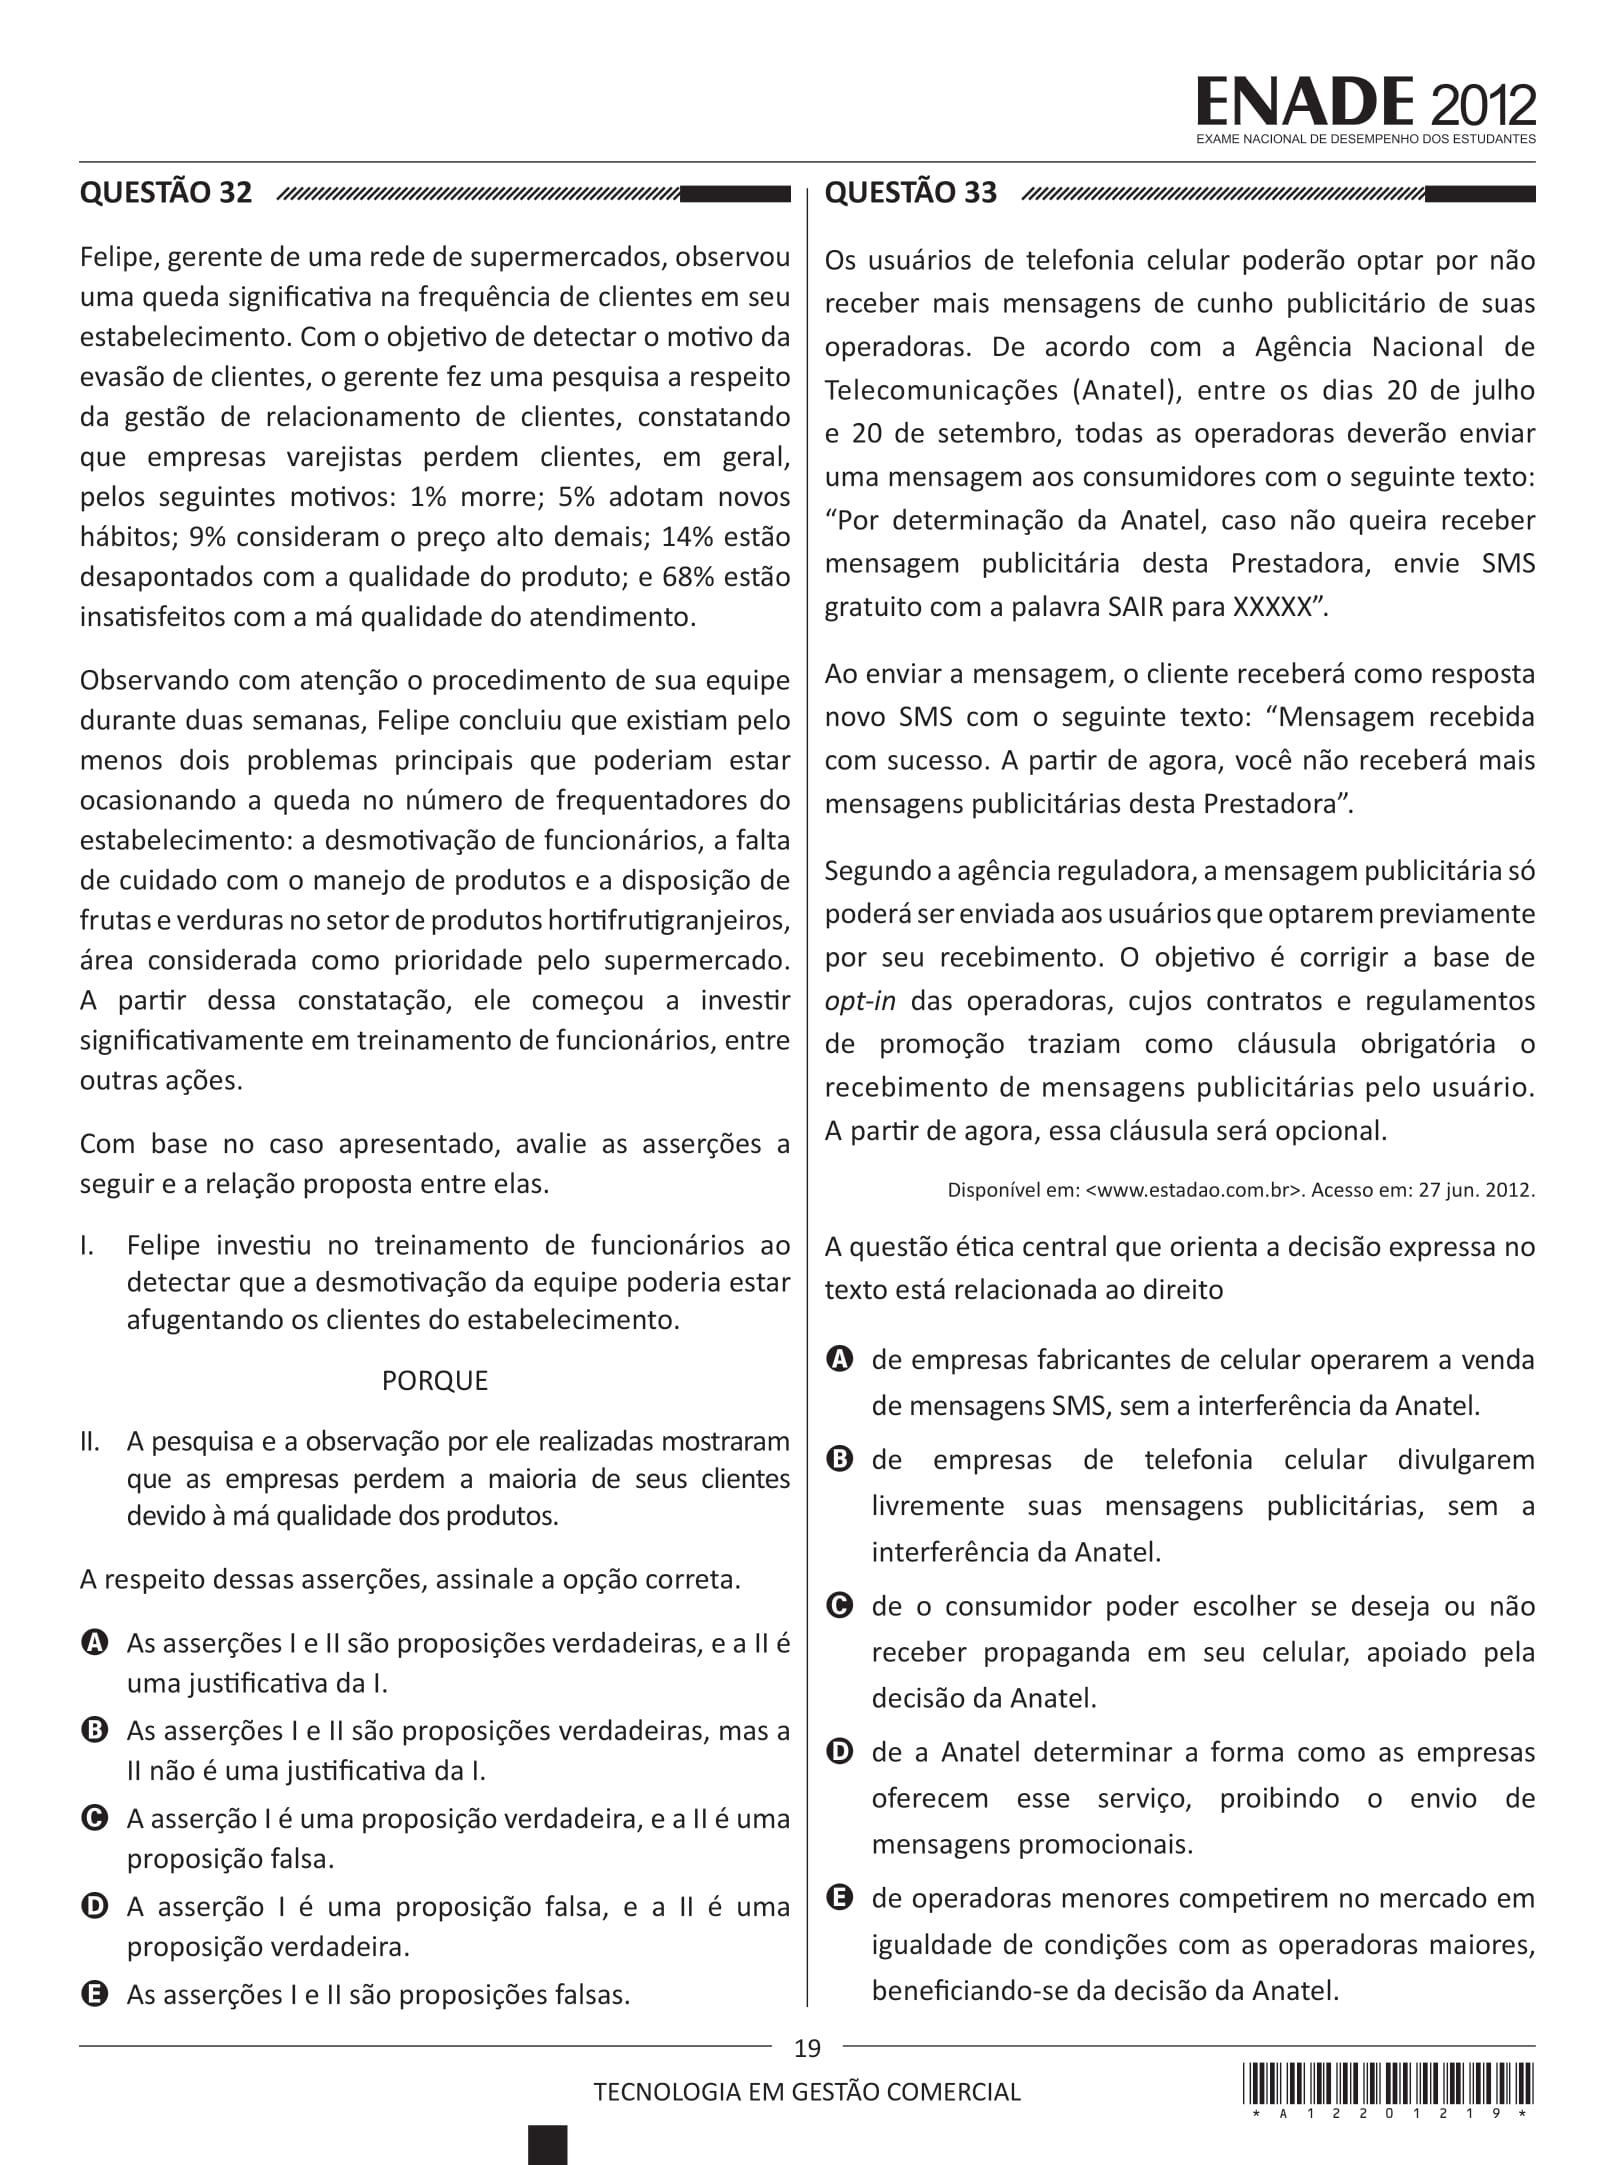 ENADE 2012
EXAME NACIONAL DE DESEMPENHO DOS ESTUDANTES
QUESTÃO 32
Felipe, gerente de uma rede de supermercados, observou
uma queda significativa na frequência de clientes em seu
estabelecimento. Com o objetivo de detectar o motivo da
evasão de clientes, o gerente fez uma pesquisa a respeito
da gestão de relacionamento de clientes, constatando
que empresas varejistas perdem clientes, em geral,
pelos seguintes motivos: 1% morre; 5% adotam novos
hábitos; 9% consideram o preço alto demais; 14% estão
desapontados com a qualidade do produto; e 68% estão
insatisfeitos com a má qualidade do atendimento.
Observando com atenção o procedimento de sua equipe
durante duas semanas, Felipe concluiu que existiam pelo
menos dois problemas principais que poderiam estar
ocasionando a queda no número de frequentadores do
estabelecimento: a desmotivação de funcionários, a falta
de cuidado com o manejo de produtos e a disposição de
frutas e verduras no setor de produtos hortifrutigranjeiros,
área considerada como prioridade pelo supermercado.
A partir dessa constatação, ele começou a investir
significativamente em treinamento de funcionários, entre
outras ações.
Com base no caso apresentado, avalie as asserções a
seguir e a relação proposta entre elas.
I. Felipe investiu no treinamento de funcionários ao
detectar que a desmotivação da equipe poderia estar
afugentando os clientes do estabelecimento.
PORQUE
II. A pesquisa e a observação por ele realizadas mostraram
que as empresas perdem a maioria de seus clientes
devido à má qualidade dos produtos.
A respeito dessas asserções, assinale a opção correta.
A As asserções I e II são proposições verdadeiras, e a II é
uma justificativa da I.
B As asserções I e II são proposições verdadeiras, mas a
II não é uma justificativa da I.
C A asserção I é uma proposição verdadeira, e a II é uma
proposição falsa.
D A asserção I é uma proposição falsa, e a II é uma
proposição verdadeira.
E As asserções I e II são proposições falsas.
QUESTÃO 33
Os usuários de telefonia celular poderão optar por não
receber mais mensagens de cunho publicitário de suas
operadoras. De acordo com a Agência Nacional de
Telecomunicações (Anatel), entre os dias 20 de julho
e 20 de setembro, todas as operadoras deverão enviar
uma mensagem aos consumidores com o seguinte texto:
“Por determinação da Anatel, caso não queira receber
mensagem publicitária desta Prestadora, envie SMS
gratuito com a palavra SAIR para XXXXX”.
Ao enviar a mensagem, o cliente receberá como resposta
novo SMS com o seguinte texto: “Mensagem recebida
com sucesso. A partir de agora, você não receberá mais
mensagens publicitárias desta Prestadora”.
Segundo a agência reguladora, a mensagem publicitária só
poderá ser enviada aos usuários que optarem previamente
por seu recebimento. O objetivo é corrigir a base de
opt-in das operadoras, cujos contratos e regulamentos
de promoção traziam como cláusula obrigatória o
recebimento de mensagens publicitárias pelo usuário.
A partir de agora, essa cláusula será opcional.
Disponível em: <www.estadao.com.br>. Acesso em: 27 jun. 2012.
A questão ética central que orienta a decisão expressa no
texto está relacionada ao direito
A de empresas fabricantes de celular operarem a venda
de mensagens SMS, sem a interferência da Anatel.
B de empresas de telefonia celular divulgarem
livremente suas mensagens publicitárias, sem a
interferência da Anatel.
C de o consumidor poder escolher se deseja ou não
receber propaganda em seu celular, apoiado pela
decisão da Anatel.
D de a Anatel determinar a forma como as empresas
oferecem esse serviço, proibindo o envio de
mensagens promocionais.
E de operadoras menores competirem no mercado em
igualdade de condições com as operadoras maiores,
beneficiando-se da decisão da Anatel.
19
TECNOLOGIA EM GESTÃO COMERCIAL
* A 1 2 2 0 1 2 1 9 *